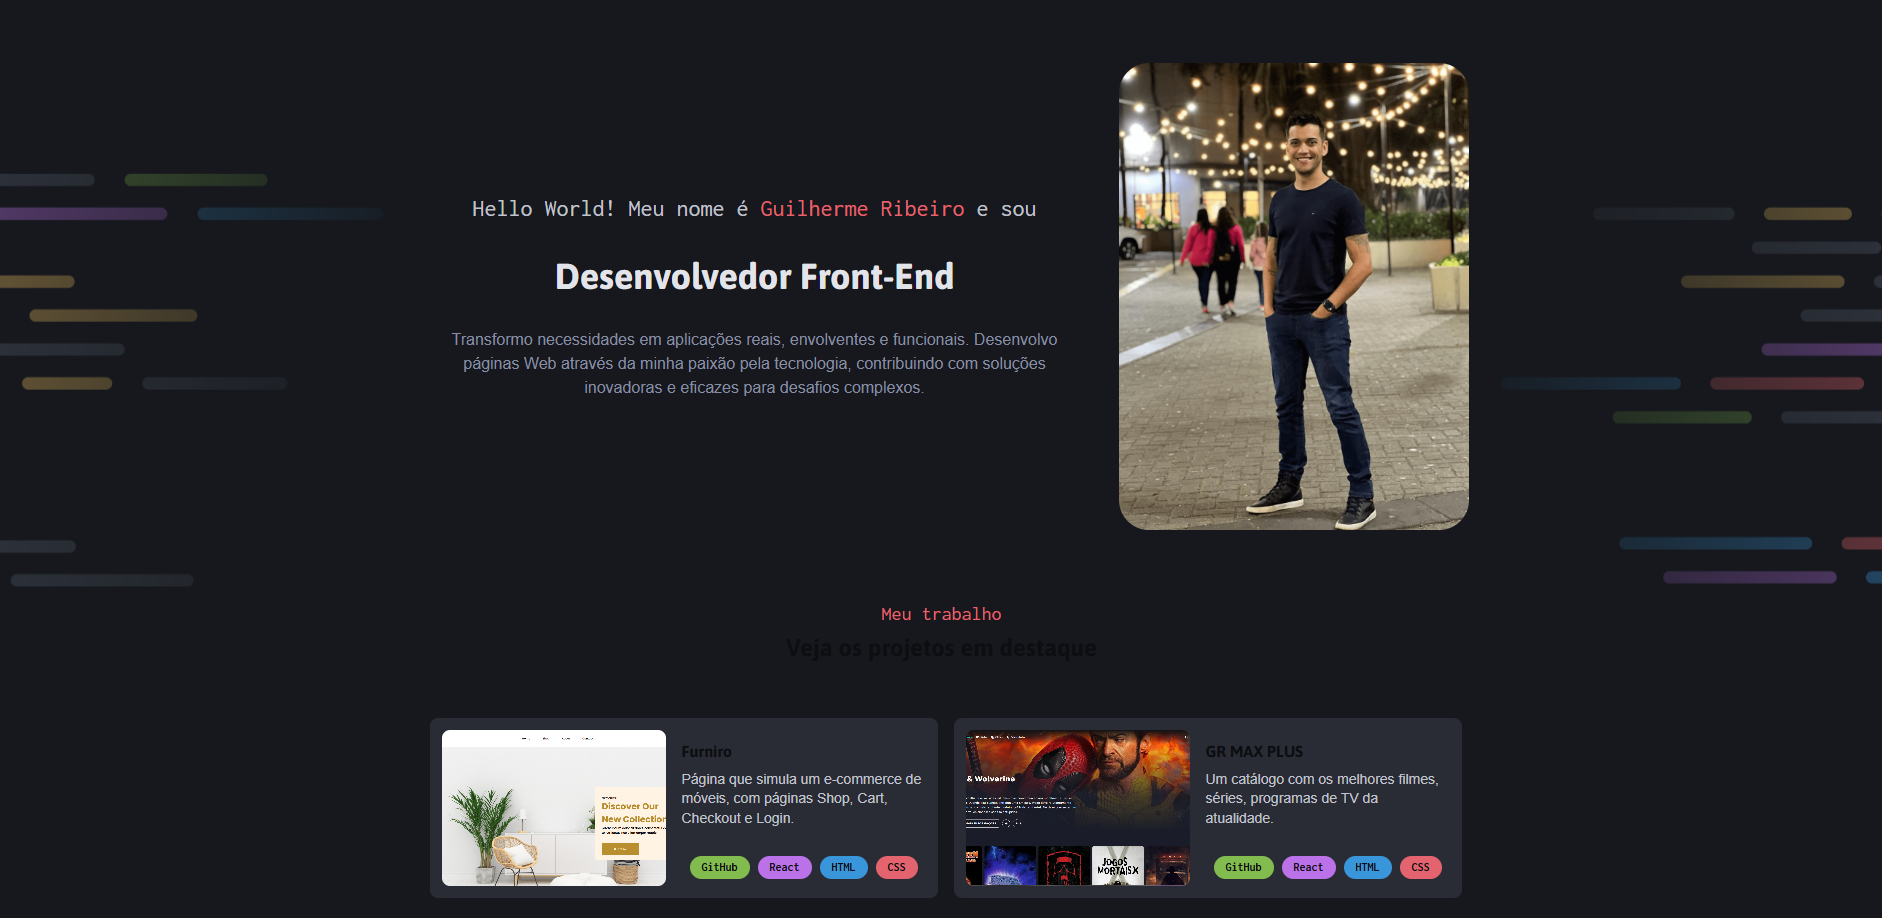 Hello World! Meu nome é Guilherme Ribeiro e sou
Desenvolvedor Front-End
Transformo necessidades em aplicações reais, envolventes e funcionais. Desenvolvo
páginas Web através da minha paixão pela tecnologia, contribuindo com soluções
inovadoras e eficazes para desafios complexos.
Meu trabalho
Veja os projetos em destaque
Furniro
Página que simula um e-commerce de
móveis, com páginas Shop, Cart,
Checkout e Login.
GitHub React HTML CSS
Discover Our
New Collection
GR MAX PLUS
Um catálogo com os melhores filmes,
séries, programas de TV da
atualidade.
GitHub React HTML CSS
& Wolverine
JOGOS
MORTAIS X